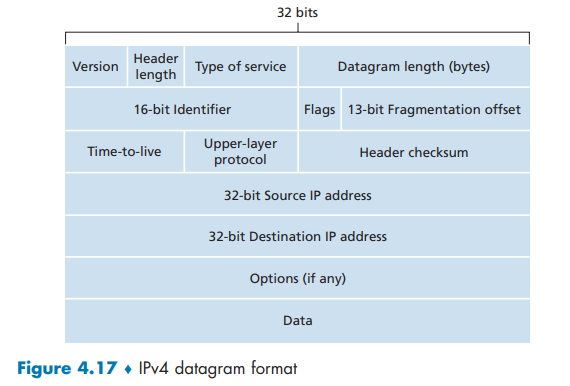 32 bits
Version
Header
length
Type of service
Datagram length (bytes)
16-bit Identifier
Flags
13-bit Fragmentation offset
Time-to-live
Upper-layer
protocol
Header checksum
32-bit Source IP address
32-bit Destination IP address
Options (if any)
Data
Figure 4.17 ♦ IPv4 datagram format